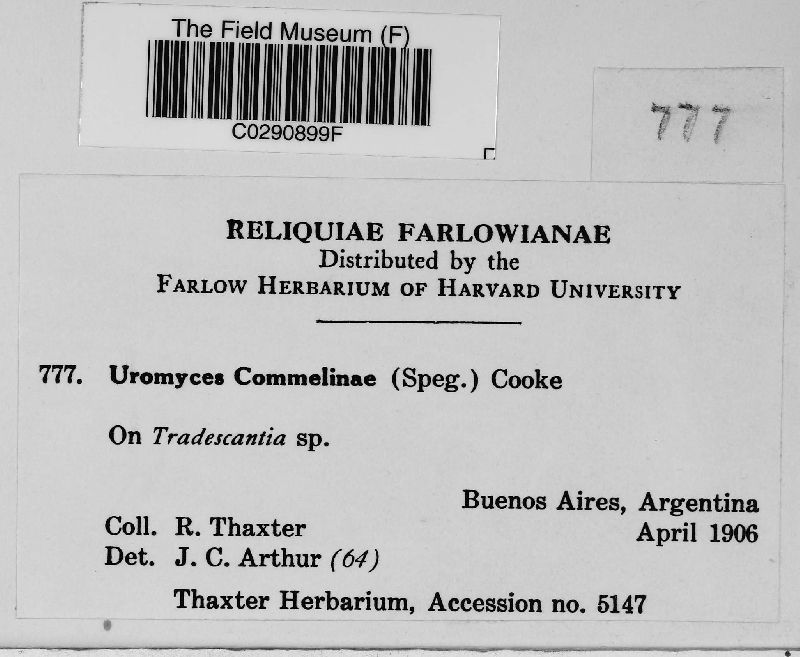 The Field Museum (F)
C0290899F
777
RELIQUIAE FARLOWIANAE
Distributed by the
FARLOW HERBARIUM OF HARVARD UNIVERSITY
777. Uromyces Commelinae (Speg.) Cooke
On Tradescantia sp.
Buenos Aires, Argentina
Coll. R. Thaxter April 1906
Det. J. C. Arthur (64)
Thaxter Herbarium, Accession no. 5147